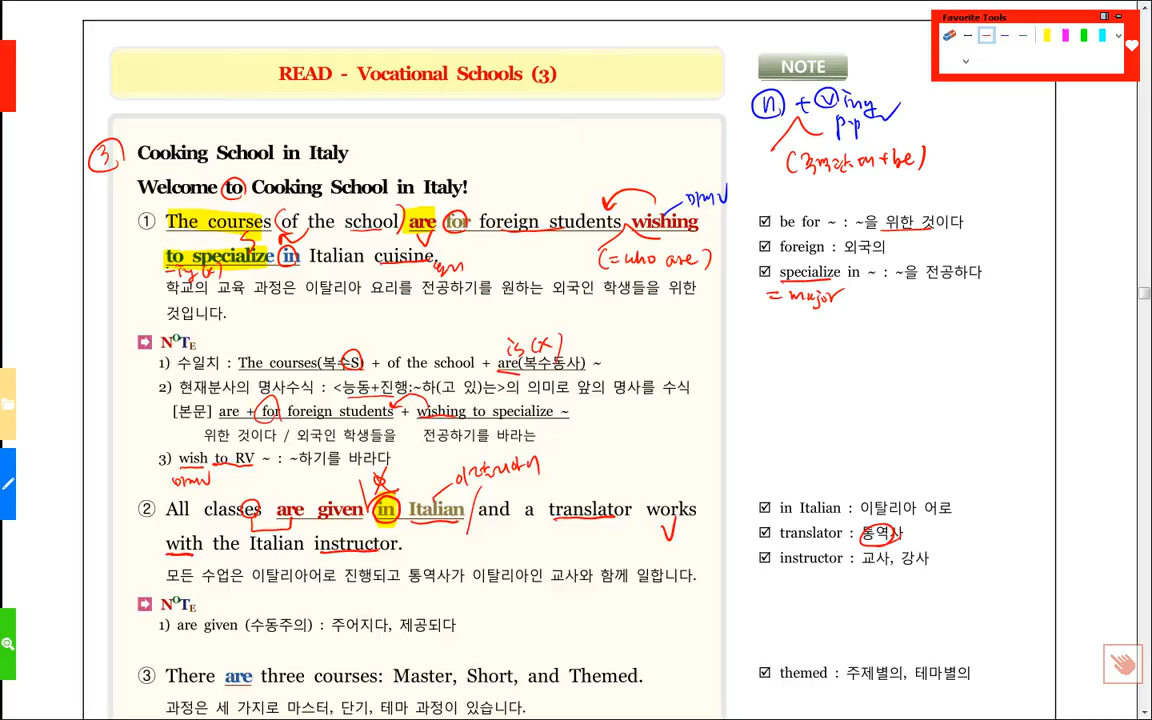 Favorite Tools
READ - Vocational Schools (3)
NOTE
n + ving
p.p
(주격관대+be)
3
Cooking School in Italy
Welcome to Cooking School in Italy!
① The courses (of the school) are for foreign students wishing
to specialize in Italian cuisine.
(=who are)
-ing(x)
학교의 교육 과정은 이탈리아 요리를 전공하기를 원하는 외국인 학생들을 위한
것입니다.
☑ be for ~ : ~을 위한 것이다
☑ foreign : 외국의
☑ specialize in ~ : ~을 전공하다
= major
NOTE
is (x)
1) 수일치 : The courses(복수S) + of the school + are(복수동사) ~
2) 현재분사의 명사수식 : <능동+진행:~하(고 있)는>의 의미로 앞의 명사를 수식
[본문] are + for foreign students + wishing to specialize ~
위한 것이다 / 외국인 학생들을 전공하기를 바라는
3) wish to RV ~ : ~하기를 바라다
② All classes are given in Italian / and a translator works
with the Italian instructor.
모든 수업은 이탈리아어로 진행되고 통역사가 이탈리아인 교사와 함께 일합니다.
☑ in Italian : 이탈리아 어로
☑ translator : 통역사
☑ instructor : 교사, 강사
NOTE
1) are given (수동주의) : 주어지다, 제공되다
③ There are three courses: Master, Short, and Themed.
과정은 세 가지로 마스터, 단기, 테마 과정이 있습니다.
☑ themed : 주제별의, 테마별의